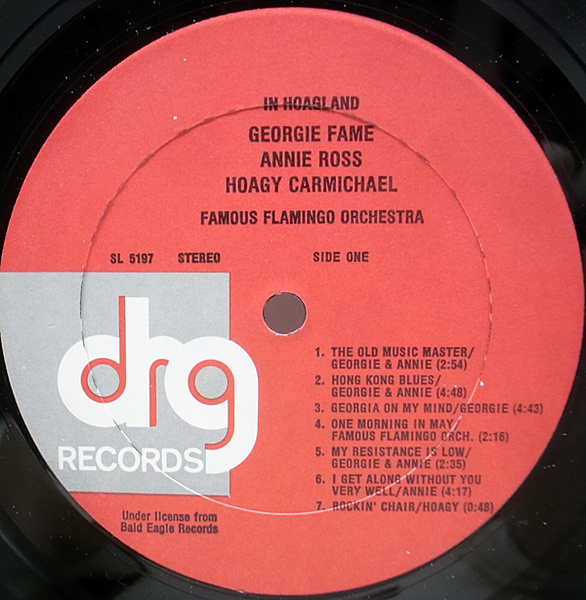 IN HOAGLAND
GEORGIE FAME
ANNIE ROSS
HOAGY CARMICHAEL
FAMOUS FLAMINGO ORCHESTRA
SL 5197 STEREO SIDE ONE
1. THE OLD MUSIC MASTER/
GEORGIE & ANNIE (2:54)
2. HONG KONG BLUES/
GEORGIE & ANNIE (4:48)
3. GEORGIA ON MY MIND/GEORGIE (4:43)
4. ONE MORNING IN MAY/
FAMOUS FLAMINGO ORCH. (2:16)
5. MY RESISTANCE IS LOW/
GEORGIE & ANNIE (2:35)
6. I GET ALONG WITHOUT YOU
VERY WELL/ANNIE (4:17)
7. ROCKIN' CHAIR/HOAGY (0:48)
drg
RECORDS
Under license from
Bald Eagle Records